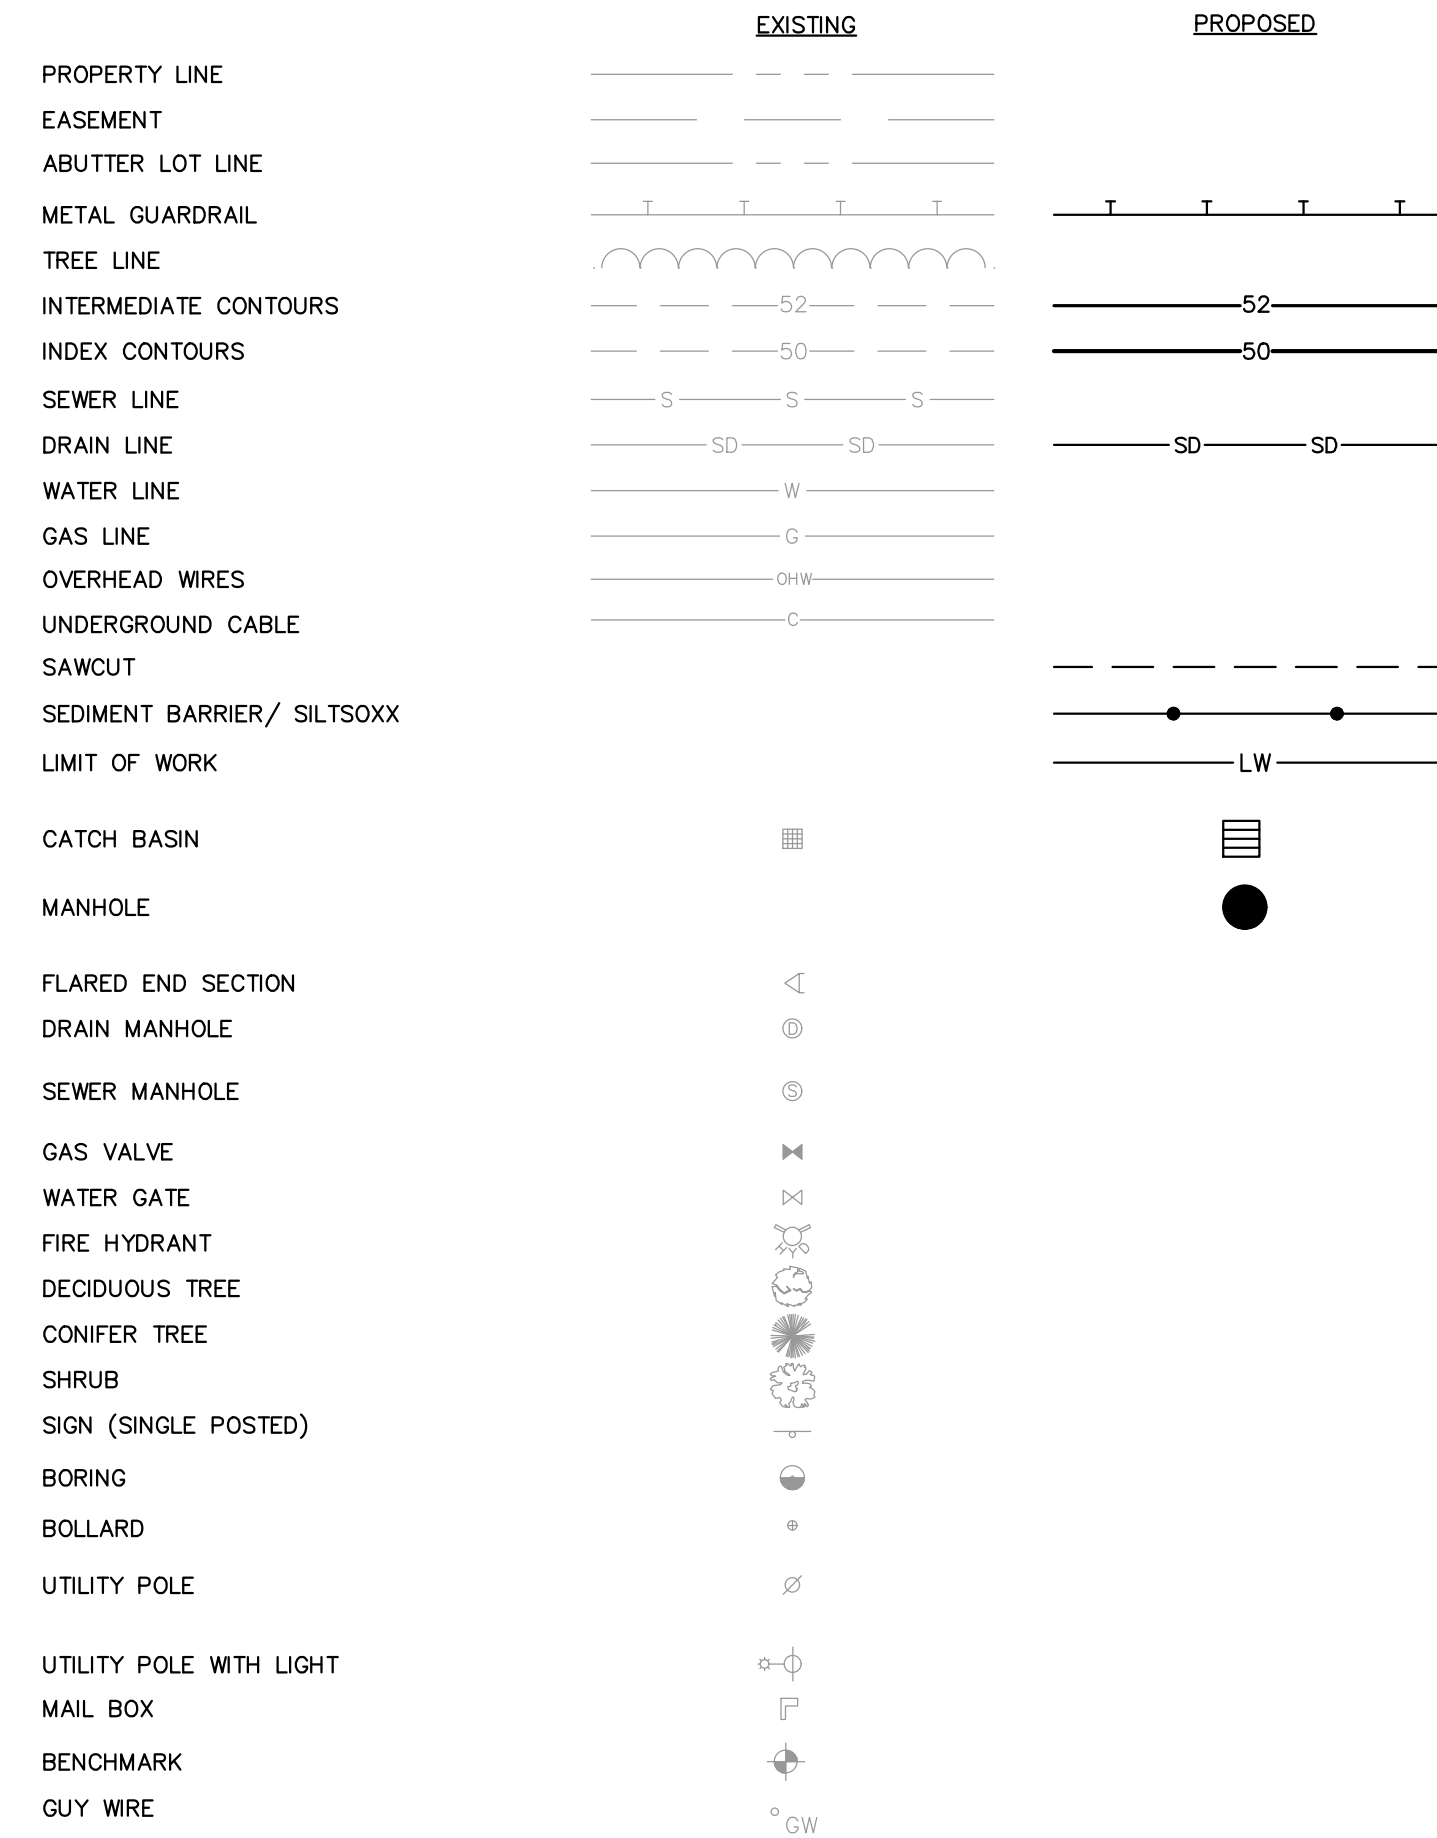 EXISTING PROPOSED
PROPERTY LINE
EASEMENT
ABUTTER LOT LINE
METAL GUARDRAIL T T T T T T T T
TREE LINE
INTERMEDIATE CONTOURS 52 52
INDEX CONTOURS 50 50
SEWER LINE S S S
DRAIN LINE SD SD SD SD
WATER LINE W
GAS LINE G
OVERHEAD WIRES OHW
UNDERGROUND CABLE C
SAWCUT
SEDIMENT BARRIER/ SILTSOXX
LIMIT OF WORK LW
CATCH BASIN
MANHOLE
FLARED END SECTION
DRAIN MANHOLE D
SEWER MANHOLE S
GAS VALVE
WATER GATE
FIRE HYDRANT
DECIDUOUS TREE
CONIFER TREE
SHRUB
SIGN (SINGLE POSTED)
BORING
BOLLARD
UTILITY POLE
UTILITY POLE WITH LIGHT
MAIL BOX
BENCHMARK
GUY WIRE GW